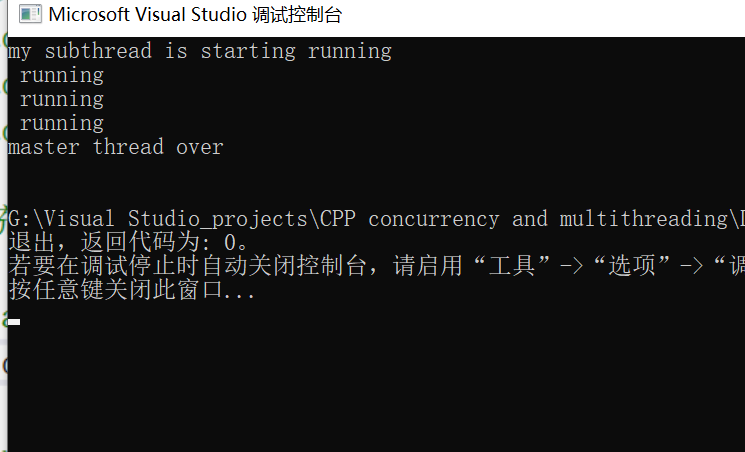 Microsoft Visual Studio 调试控制台
my subthread is starting running
running
running
running
master thread over
G:\Visual Studio_projects\CPP concurrency and multithreading\
退出，返回代码为: 0。
若要在调试停止时自动关闭控制台，请启用“工具”->“选项”->“调
按任意键关闭此窗口...